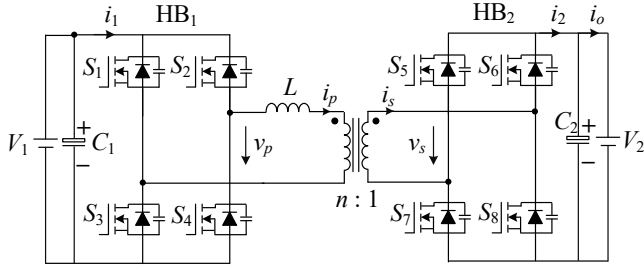 i₁ HB₁ HB₂ i₂ iₒ
S₁ S₂ L iₚ iₛ S₅ S₆
V₁ + C₁ − vₚ vₛ C₂ + − V₂
n : 1
S₃ S₄ S₇ S₈